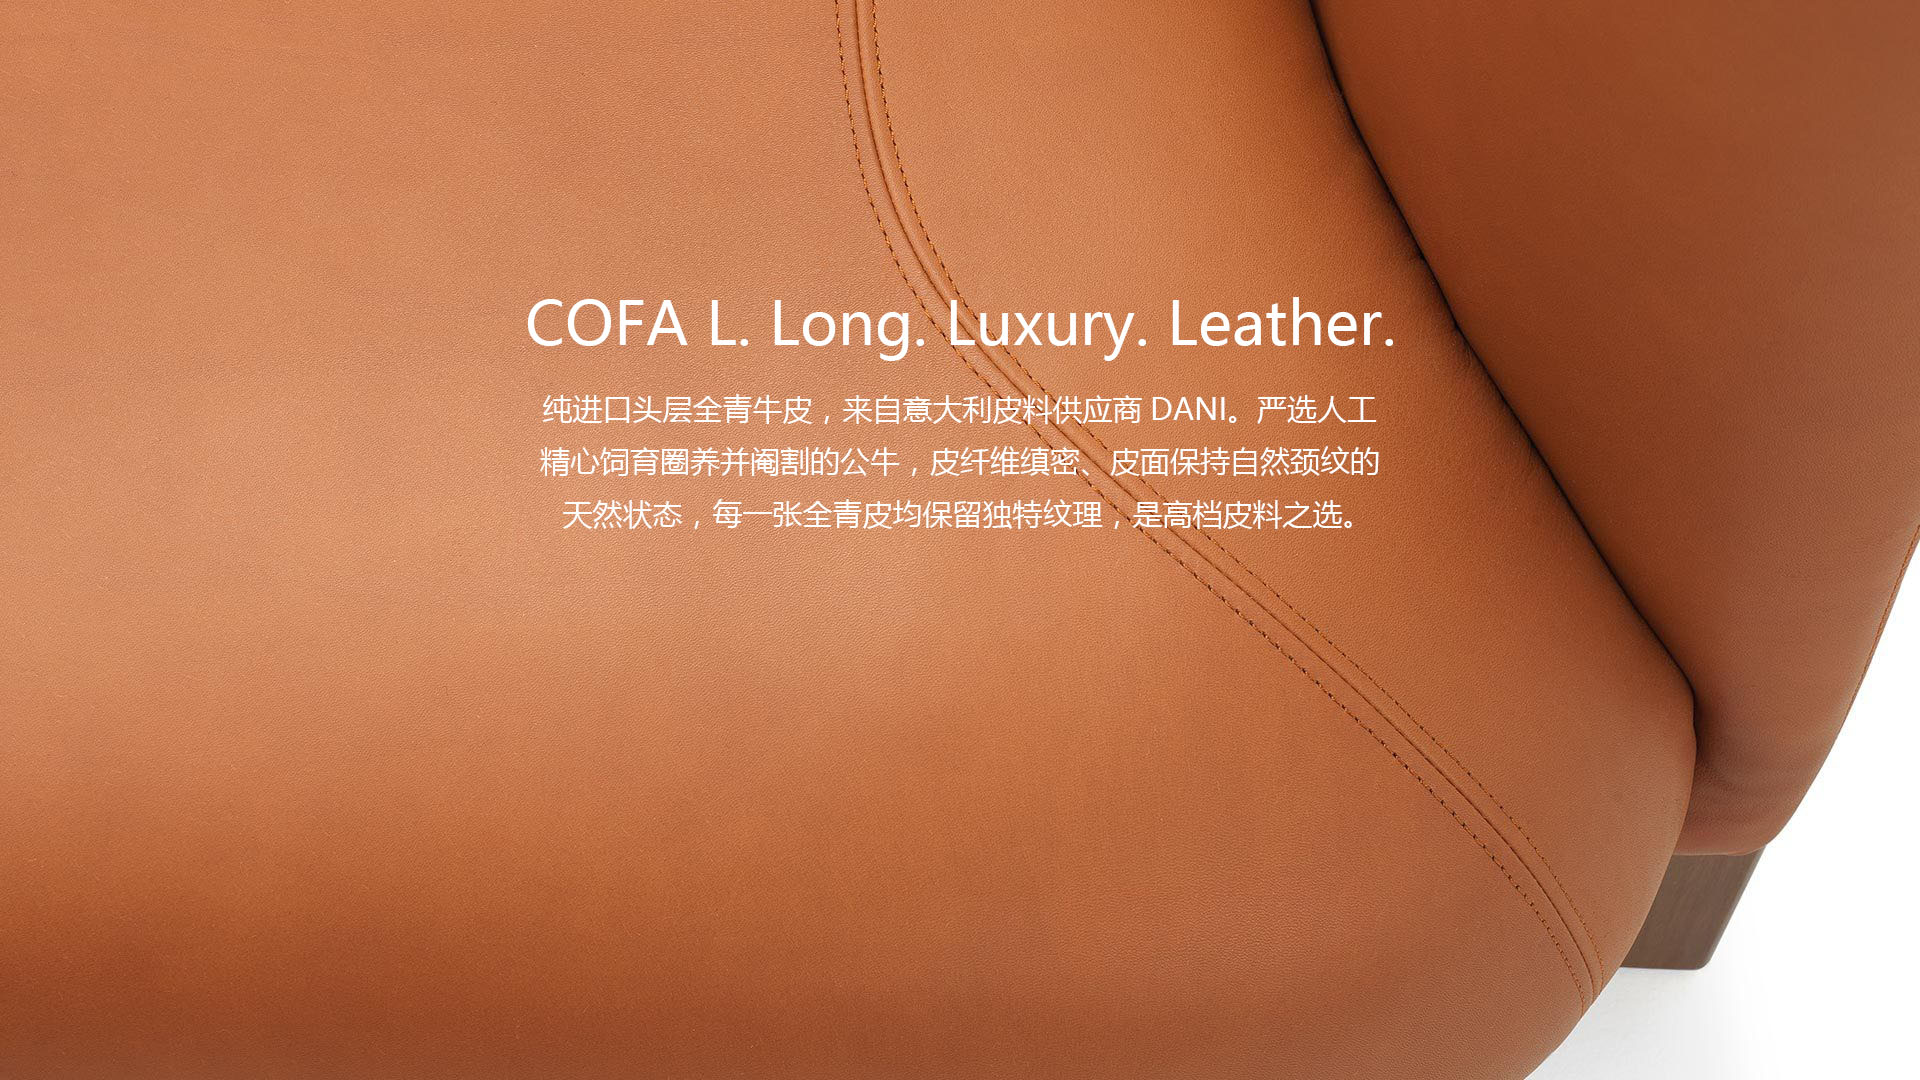 COFA L. Long. Luxury. Leather.
纯进口头层全青牛皮，来自意大利皮料供应商 DANI。严选人工
精心饲育圈养并阉割的公牛，皮纤维缜密、皮面保持自然颈纹的
天然状态，每一张全青皮均保留独特纹理，是高档皮料之选。